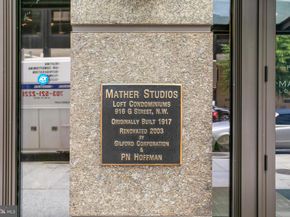 MATHER STUDIOS
LOFT CONDOMINIUMS
916 G STREET, N.W.
ORIGINALLY BUILT 1917
RENOVATED 2003
BY
GILFORD CORPORATION
&
PN HOFFMAN